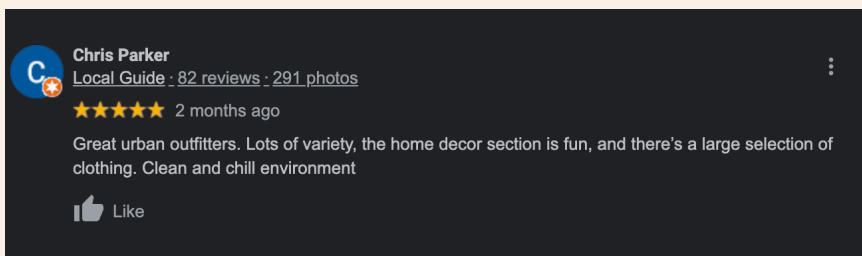 C
Chris Parker
Local Guide · 82 reviews · 291 photos
★★★★★ 2 months ago
Great urban outfitters. Lots of variety, the home decor section is fun, and there’s a large selection of
clothing. Clean and chill environment
Like